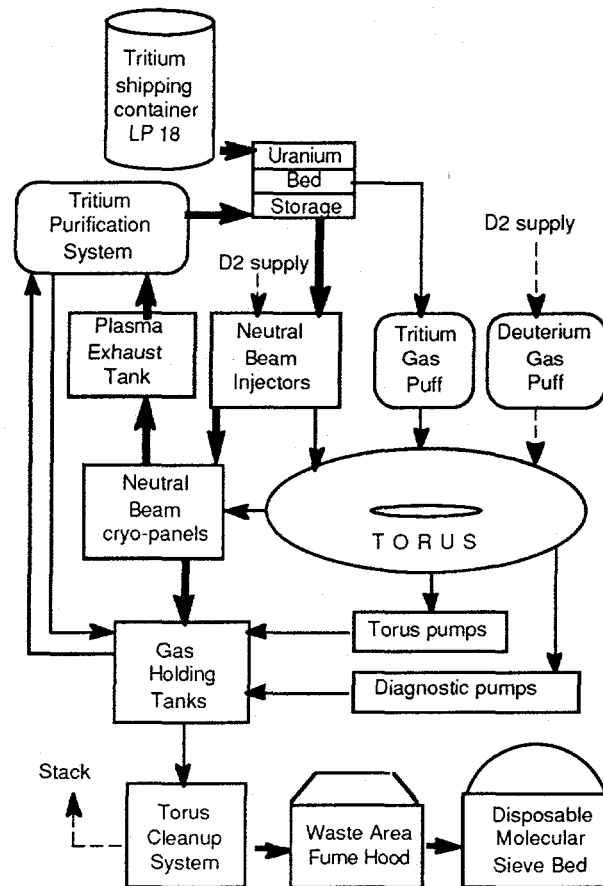 Tritium
shipping
container
LP 18
Uranium
Bed
Storage
Tritium
Purification
System
D2 supply
D2 supply
Plasma
Exhaust
Tank
Neutral
Beam
Injectors
Tritium
Gas
Puff
Deuterium
Gas
Puff
Neutral
Beam
cryo-panels
TORUS
Torus pumps
Gas
Holding
Tanks
Diagnostic pumps
Stack
Torus
Cleanup
System
Waste Area
Fume Hood
Disposable
Molecular
Sieve Bed